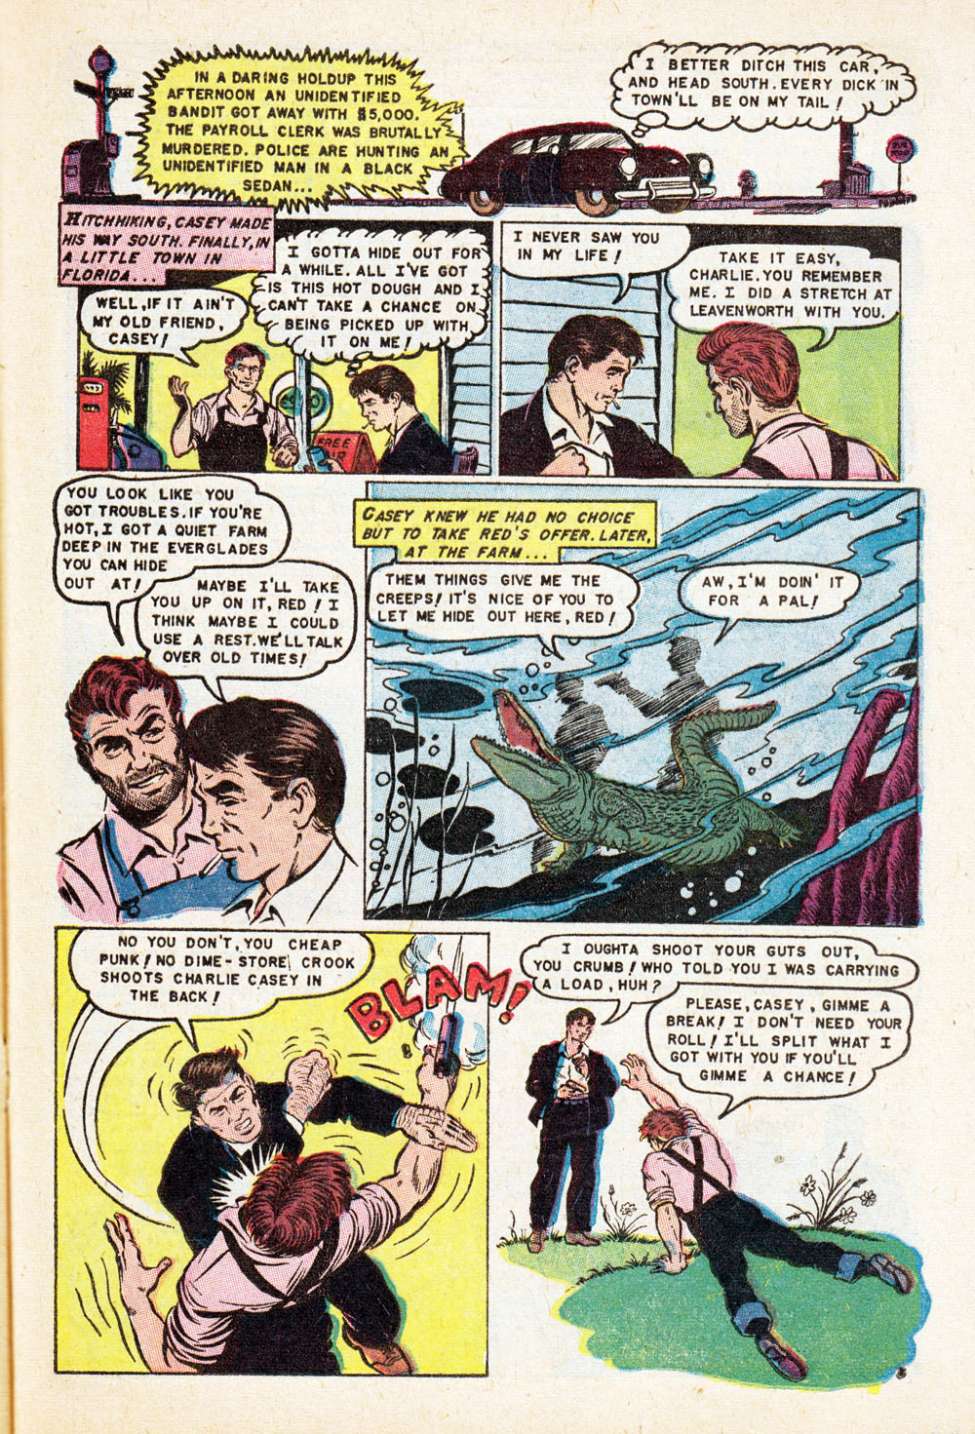 IN A DARING HOLDUP THIS
AFTERNOON AN UNIDENTIFIED
BANDIT GOT AWAY WITH $5,000.
THE PAYROLL CLERK WAS BRUTALLY
MURDERED. POLICE ARE HUNTING AN
UNIDENTIFIED MAN IN A BLACK
SEDAN...
I BETTER DITCH THIS CAR,
AND HEAD SOUTH. EVERY DICK IN
TOWN'LL BE ON MY TAIL!
HITCHHIKING, CASEY MADE
HIS WAY SOUTH. FINALLY, IN
A LITTLE TOWN IN
FLORIDA...
WELL, IF IT AIN'T
MY OLD FRIEND,
CASEY!
I GOTTA HIDE OUT FOR
A WHILE. ALL I'VE GOT
IS THIS HOT DOUGH AND I
CAN'T TAKE A CHANCE ON
BEING PICKED UP WITH
IT ON ME!
FREE
AIR
I NEVER SAW YOU
IN MY LIFE!
TAKE IT EASY,
CHARLIE. YOU REMEMBER
ME. I DID A STRETCH AT
LEAVENWORTH WITH YOU.
YOU LOOK LIKE YOU
GOT TROUBLES. IF YOU'RE
HOT, I GOT A QUIET FARM
DEEP IN THE EVERGLADES
YOU CAN HIDE
OUT AT!
MAYBE I'LL TAKE
YOU UP ON IT, RED! I
THINK MAYBE I COULD
USE A REST. WE'LL TALK
OVER OLD TIMES!
CASEY KNEW HE HAD NO CHOICE
BUT TO TAKE RED'S OFFER. LATER,
AT THE FARM...
THEM THINGS GIVE ME THE
CREEPS! IT'S NICE OF YOU TO
LET ME HIDE OUT HERE, RED!
AW, I'M DOIN' IT
FOR A PAL!
NO YOU DON'T, YOU CHEAP
PUNK! NO DIME-STORE CROOK
SHOOTS CHARLIE CASEY IN
THE BACK!
BLAM!
I OUGHTA SHOOT YOUR GUTS OUT,
YOU CRUMB! WHO TOLD YOU I WAS CARRYING
A LOAD, HUH?
PLEASE, CASEY, GIMME A
BREAK! I DON'T NEED YOUR
ROLL! I'LL SPLIT WHAT I
GOT WITH YOU IF YOU'LL
GIMME A CHANCE!